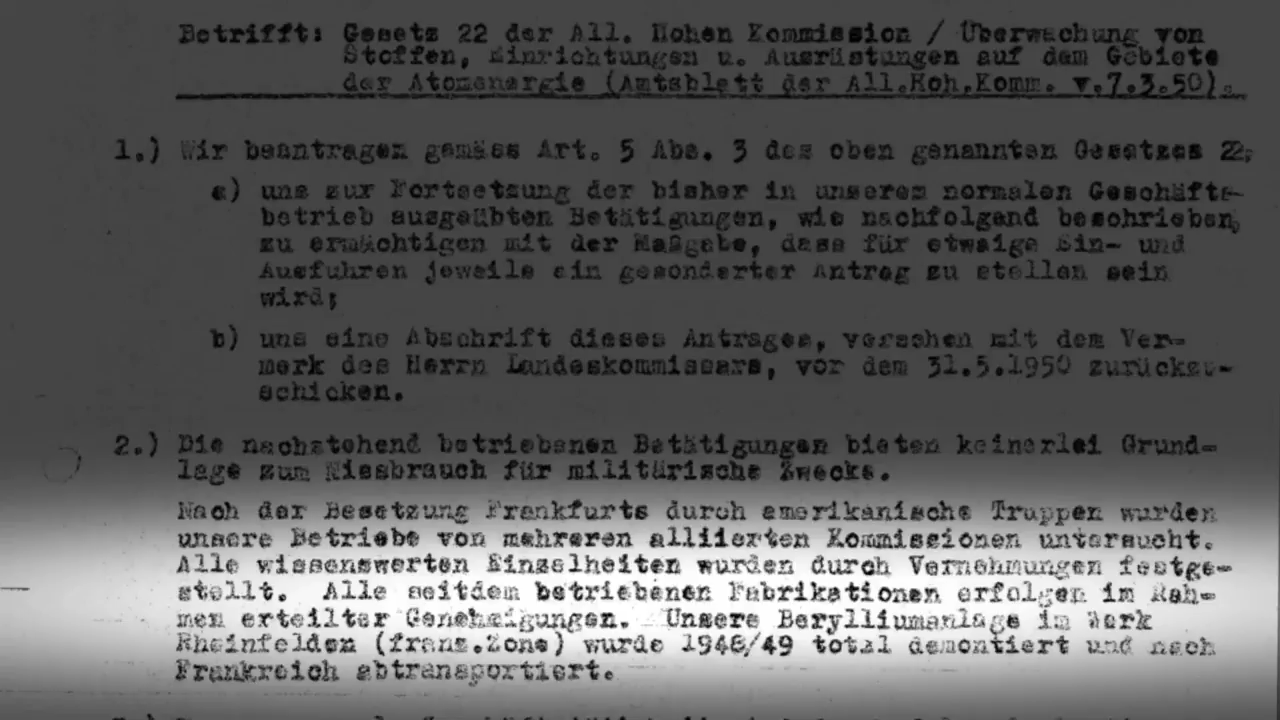 Betrifft: Gesetz 22 der All. Hohen Kommission / Überwachung von
Stoffen, Einrichtungen u. Ausrüstungen auf dem Gebiete
der Atomenergie (Amtsblatt der All.Hoh.Komm. v.7.3.50).
1.) Wir beantragen gemäss Art. 5 Abs. 3 des oben genannten Gesetzes 22,
a) uns zur Fortsetzung der bisher in unserem normalen Geschäfts-
betrieb ausgeübten Betätigungen, wie nachfolgend beschrieben,
zu ermächtigen mit der Maßgabe, dass für etwaige Ein- und
Ausfuhren jeweils ein gesonderter Antrag zu stellen sein
wird;
b) uns eine Abschrift dieses Antrages, versehen mit dem Ver-
merk des Herrn Landeskommissars, vor dem 31.5.1950 zurückzu-
schicken.
2.) Die nachstehend betriebenen Betätigungen bieten keinerlei Grund-
lage zum Missbrauch für militärische Zwecke.
Nach der Besetzung Frankfurts durch amerikanische Truppen wurden
unsere Betriebe von mehreren alliierten Kommissionen untersucht.
Alle wissenswerten Einzelheiten wurden durch Vernehmungen festge-
stellt. Alle seitdem betriebenen Fabrikationen erfolgen im Rah-
men erteilter Genehmigungen. Unsere Berylliumanlage im Werk
Rheinfelden (franz.Zone) wurde 1948/49 total demontiert und nach
Frankreich abtransportiert.